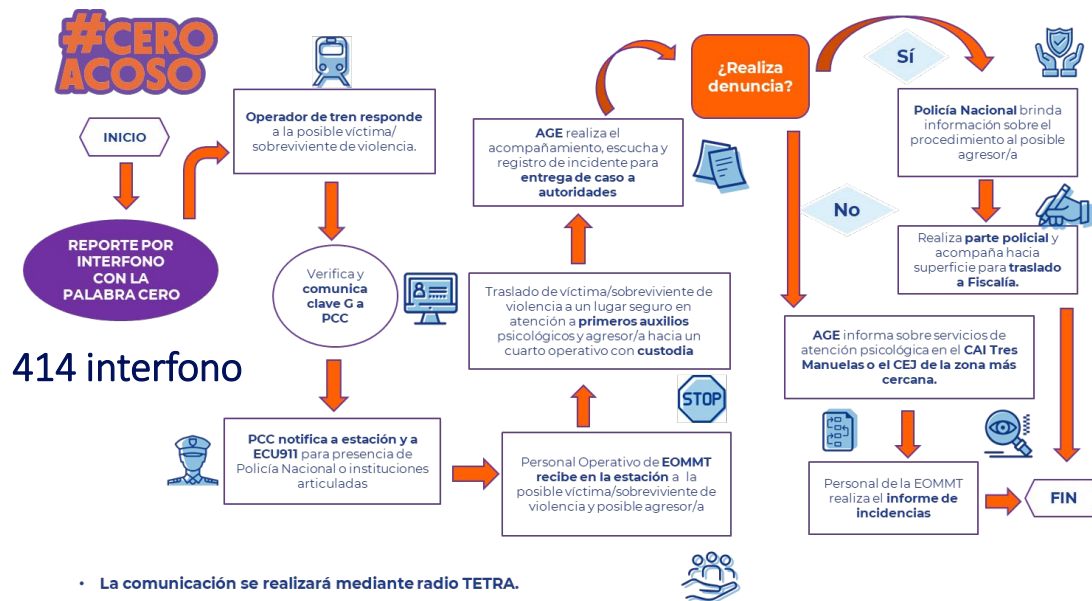 #CERO
ACOSO
INICIO
REPORTE POR
INTERFONO
CON LA
PALABRA CERO
414 interfono
Operador de tren responde
a la posible víctima/
sobreviviente de violencia.
Verifica y
comunica
clave G a
PCC
PCC notifica a estación y a
ECU911 para presencia de
Policía Nacional o instituciones
articuladas
Personal Operativo de EOMMT
recibe en la estación a la
posible víctima/sobreviviente de
violencia y posible agresor/a
STOP
Traslado de víctima/sobreviviente de
violencia a un lugar seguro en
atención a primeros auxilios
psicológicos y agresor/a hacia un
cuarto operativo con custodia
AGE realiza el
acompañamiento, escucha y
registro de incidente para
entrega de caso a
autoridades
¿Realiza
denuncia?
Sí
Policía Nacional brinda
información sobre el
procedimiento al posible
agresor/a
Realiza parte policial y
acompaña hacia
superficie para traslado
a Fiscalía.
No
AGE informa sobre servicios de
atención psicológica en el CAI Tres
Manuelas o el CEJ de la zona más
cercana.
Personal de la EOMMT
realiza el informe de
incidencias
FIN
• La comunicación se realizará mediante radio TETRA.